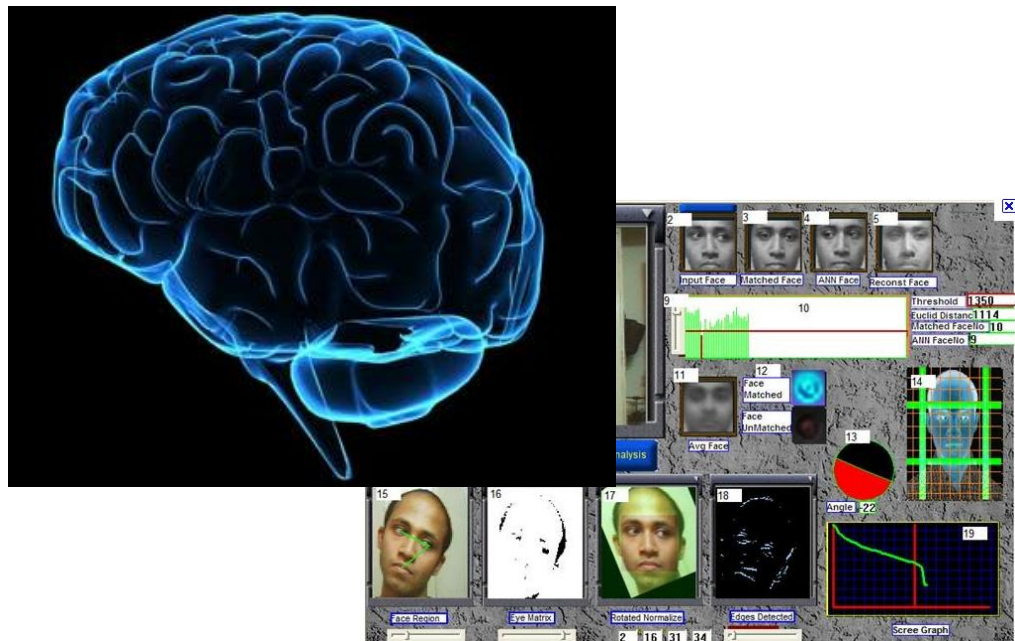 2
3
4
5
Input Face
Matched Face
ANN Face
Reconst Face
9
10
Threshold 1350
Euclid Distanc 1114
Matched FaceNo 10
ANN FaceNo 9
11
12
Face Matched
Face UnMatched
Avg Face
13
14
nalysis
Angle -22
15
16
17
18
19
Face Region
Eye Matrix
Rotated Normalize
Edges Detected
2 16 31 34
Scree Graph